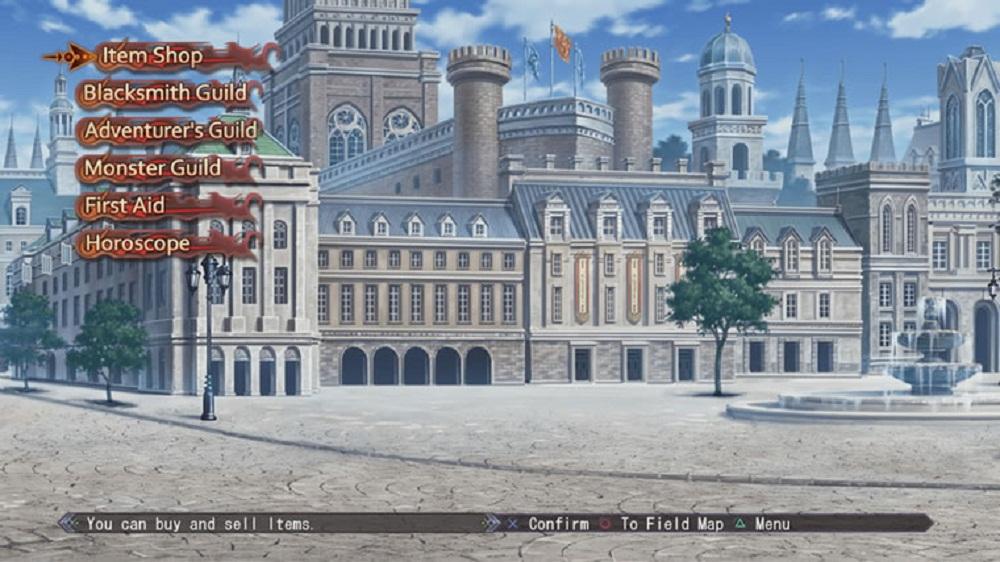 Item Shop
Blacksmith Guild
Adventurer's Guild
Monster Guild
First Aid
Horoscope
You can buy and sell Items.
Confirm To Field Map Menu